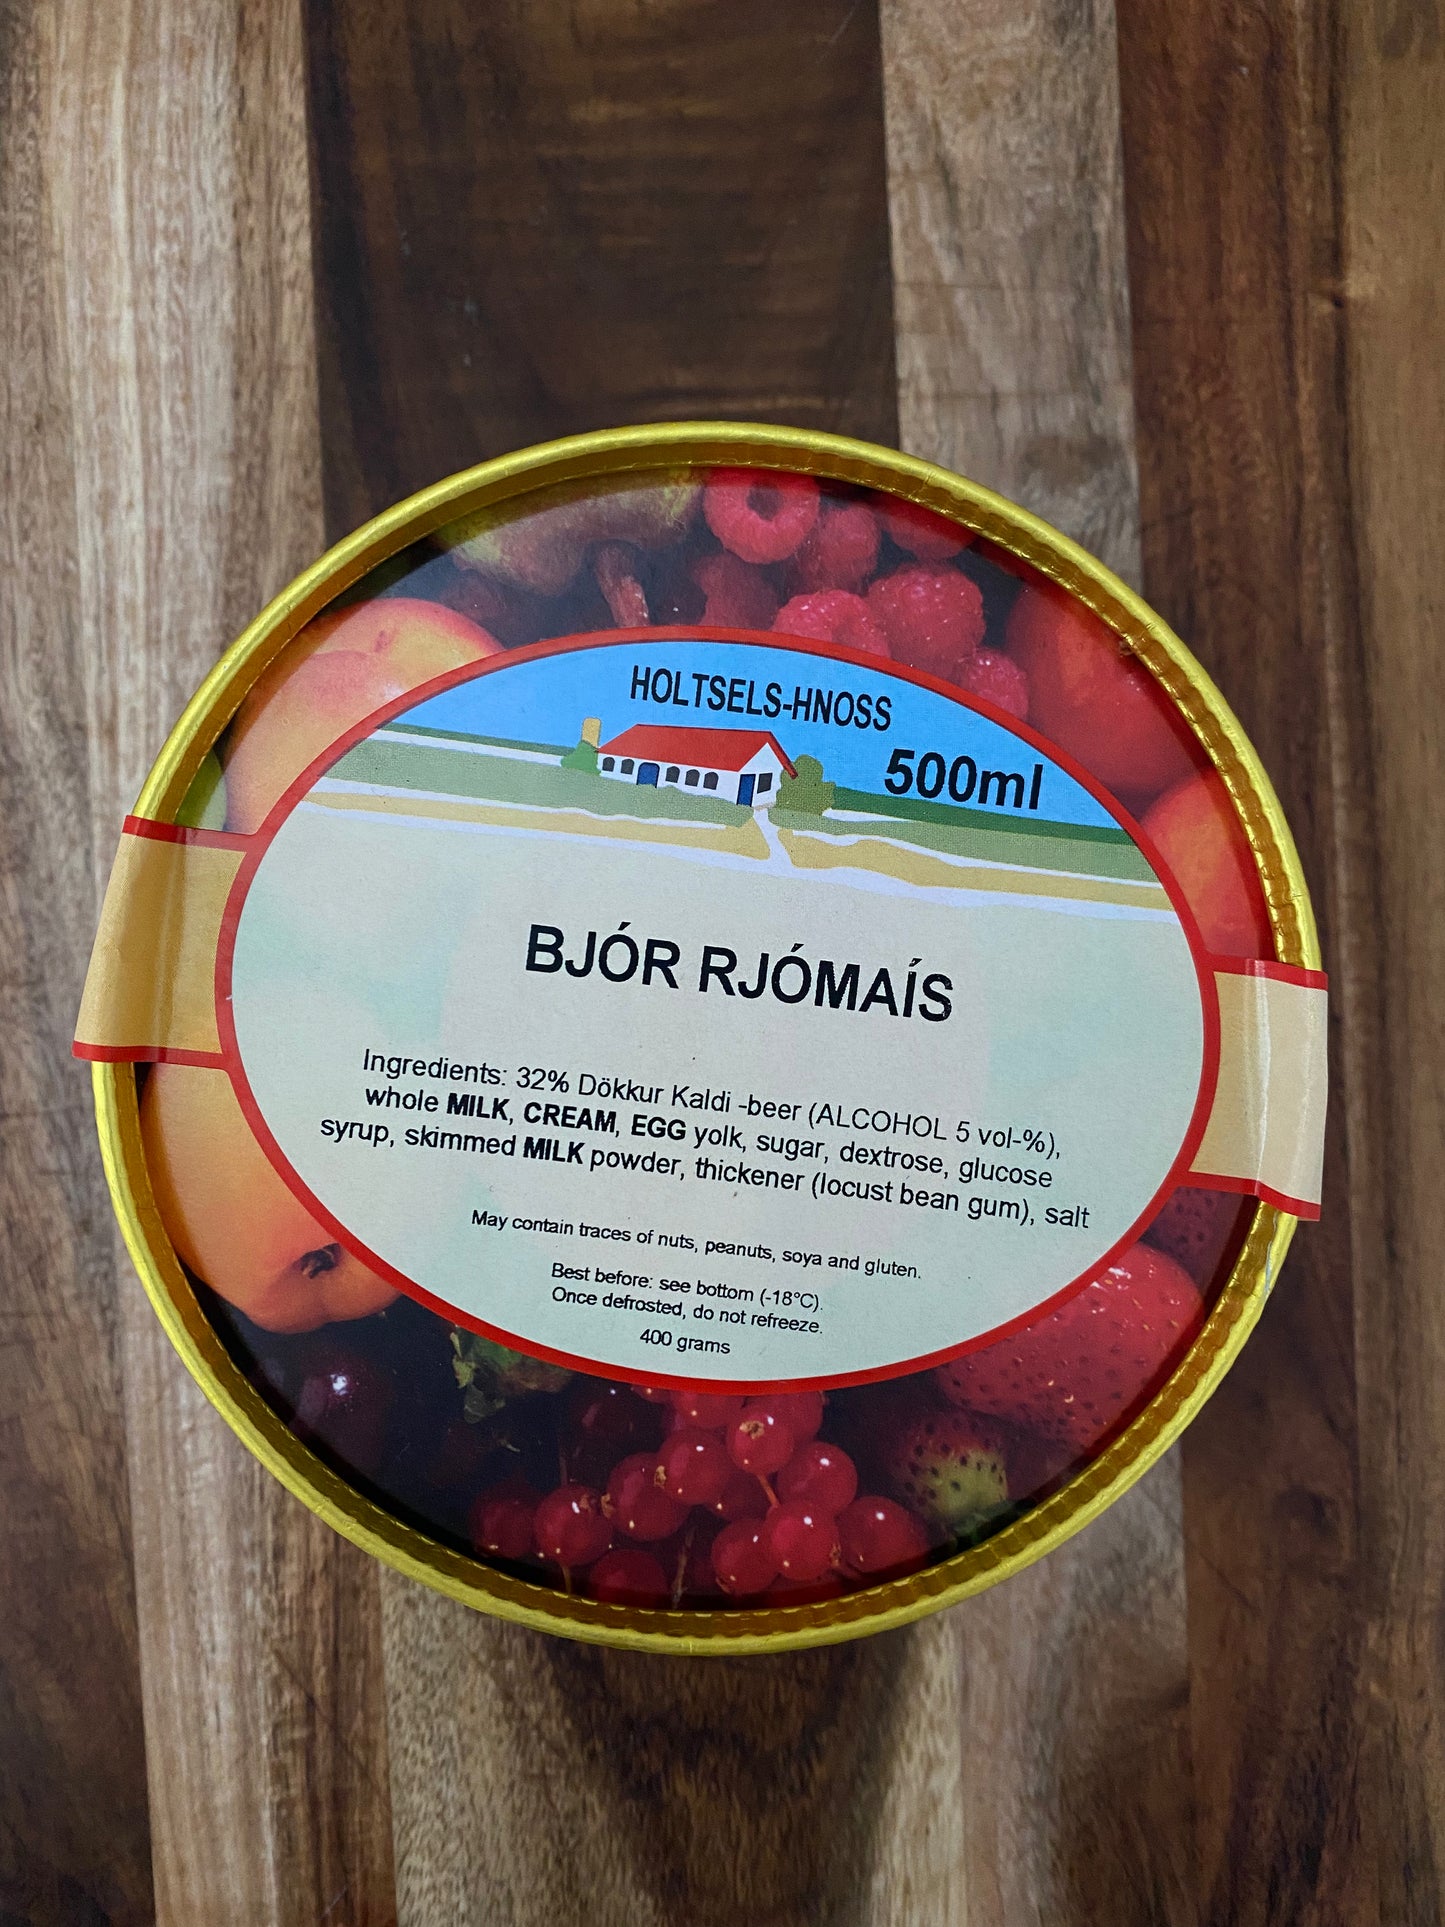 HOLTSELS-HNOSS
500ml
BJÓR RJÓMAÍS
Ingredients: 32% Dökkur Kaldi -beer (ALCOHOL 5 vol-%),
whole MILK, CREAM, EGG yolk, sugar, dextrose, glucose
syrup, skimmed MILK powder, thickener (locust bean gum), salt
May contain traces of nuts, peanuts, soya and gluten.
Best before: see bottom (-18°C).
Once defrosted, do not refreeze.
400 grams